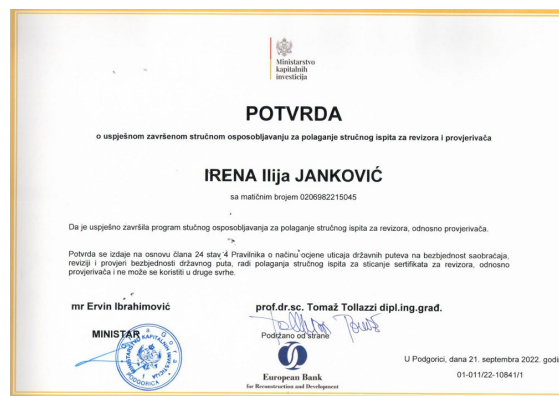 Ministarstvo
kapitalnih
investicija
POTVRDA
o uspješnom završenom stručnom osposobljavanju za polaganje stručnog ispita za revizora i provjerivača
IRENA Ilija JANKOVIĆ
sa matičnim brojem 0206982215045
Da je uspješno završila program stučnog osposobljavanja za polaganje stručnog ispita za revizora, odnosno provjerivača.
Potvrda se izdaje na osnovu člana 24 stav 4 Pravilnika o načinu ocjene uticaja državnih puteva na bezbjednost saobraćaja,
reviziji i provjeri bezbjednosti državnog puta, radi polaganja stručnog ispita za sticanje sertifikata za revizora, odnosno
provjerivača i ne može se koristiti u druge svrhe.
mr Ervin Ibrahimović
prof.dr.sc. Tomaž Tollazzi dipl.ing.građ.
MINISTAR
Podržano od strane
European Bank
for Reconstruction and Development
U Podgorici, dana 21. septembra 2022. godi
01-011/22-10841/1
MINISTARSTVO KAPITALNIH INVESTICIJA
PODGORICA